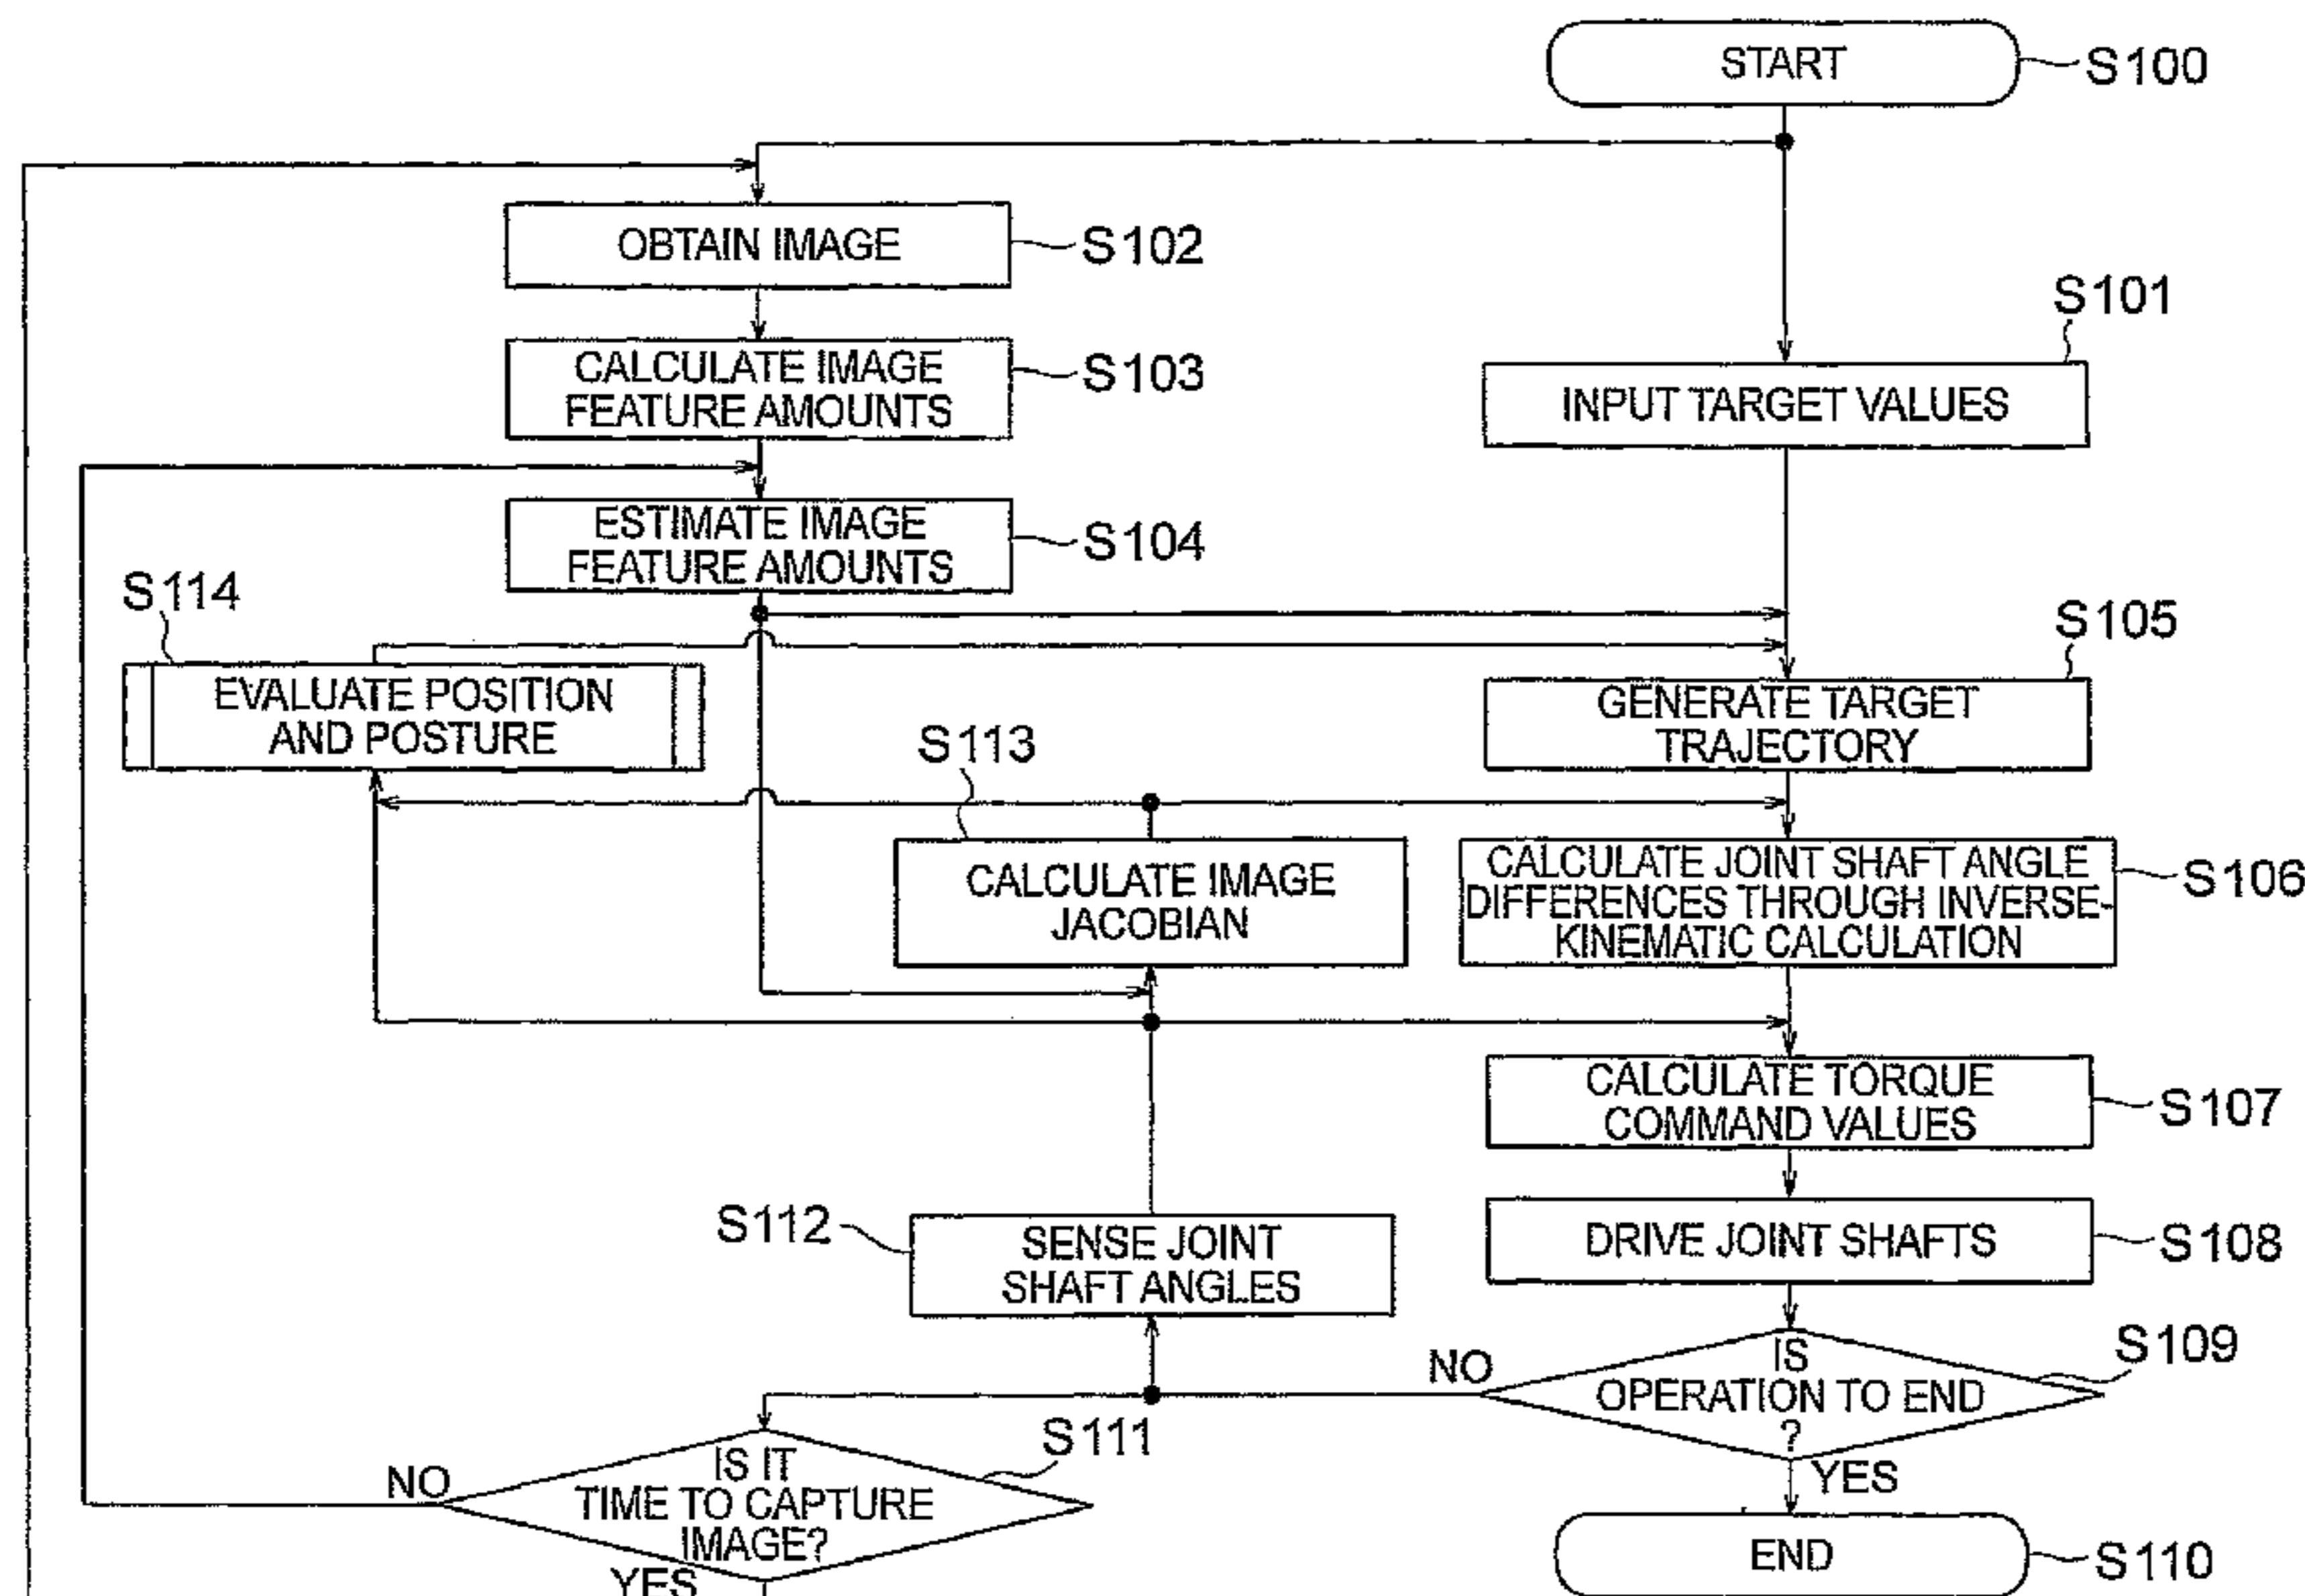 START
S100
OBTAIN IMAGE
S102
S101
CALCULATE IMAGE
FEATURE AMOUNTS
S103
INPUT TARGET VALUES
ESTIMATE IMAGE
FEATURE AMOUNTS
S104
S114
S105
EVALUATE POSITION
AND POSTURE
GENERATE TARGET
TRAJECTORY
S113
CALCULATE IMAGE
JACOBIAN
CALCULATE JOINT SHAFT ANGLE
DIFFERENCES THROUGH INVERSE-
KINEMATIC CALCULATION
S106
CALCULATE TORQUE
COMMAND VALUES
S107
S112
SENSE JOINT
SHAFT ANGLES
DRIVE JOINT SHAFTS
S108
S109
NO
IS
OPERATION TO END
?
S111
NO
IS IT
TIME TO CAPTURE
IMAGE?
YES
YES
END
S110